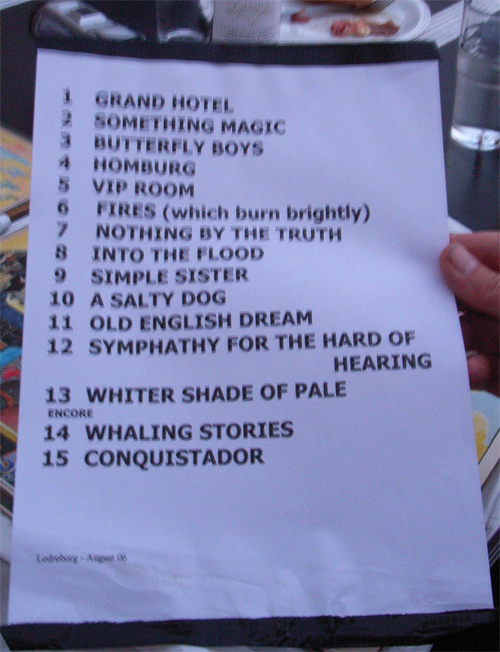 1 GRAND HOTEL
2 SOMETHING MAGIC
3 BUTTERFLY BOYS
4 HOMBURG
5 VIP ROOM
6 FIRES (which burn brightly)
7 NOTHING BY THE TRUTH
8 INTO THE FLOOD
9 SIMPLE SISTER
10 A SALTY DOG
11 OLD ENGLISH DREAM
12 SYMPHATHY FOR THE HARD OF
HEARING
13 WHITER SHADE OF PALE
ENCORE
14 WHALING STORIES
15 CONQUISTADOR
Ledreborg - August 06